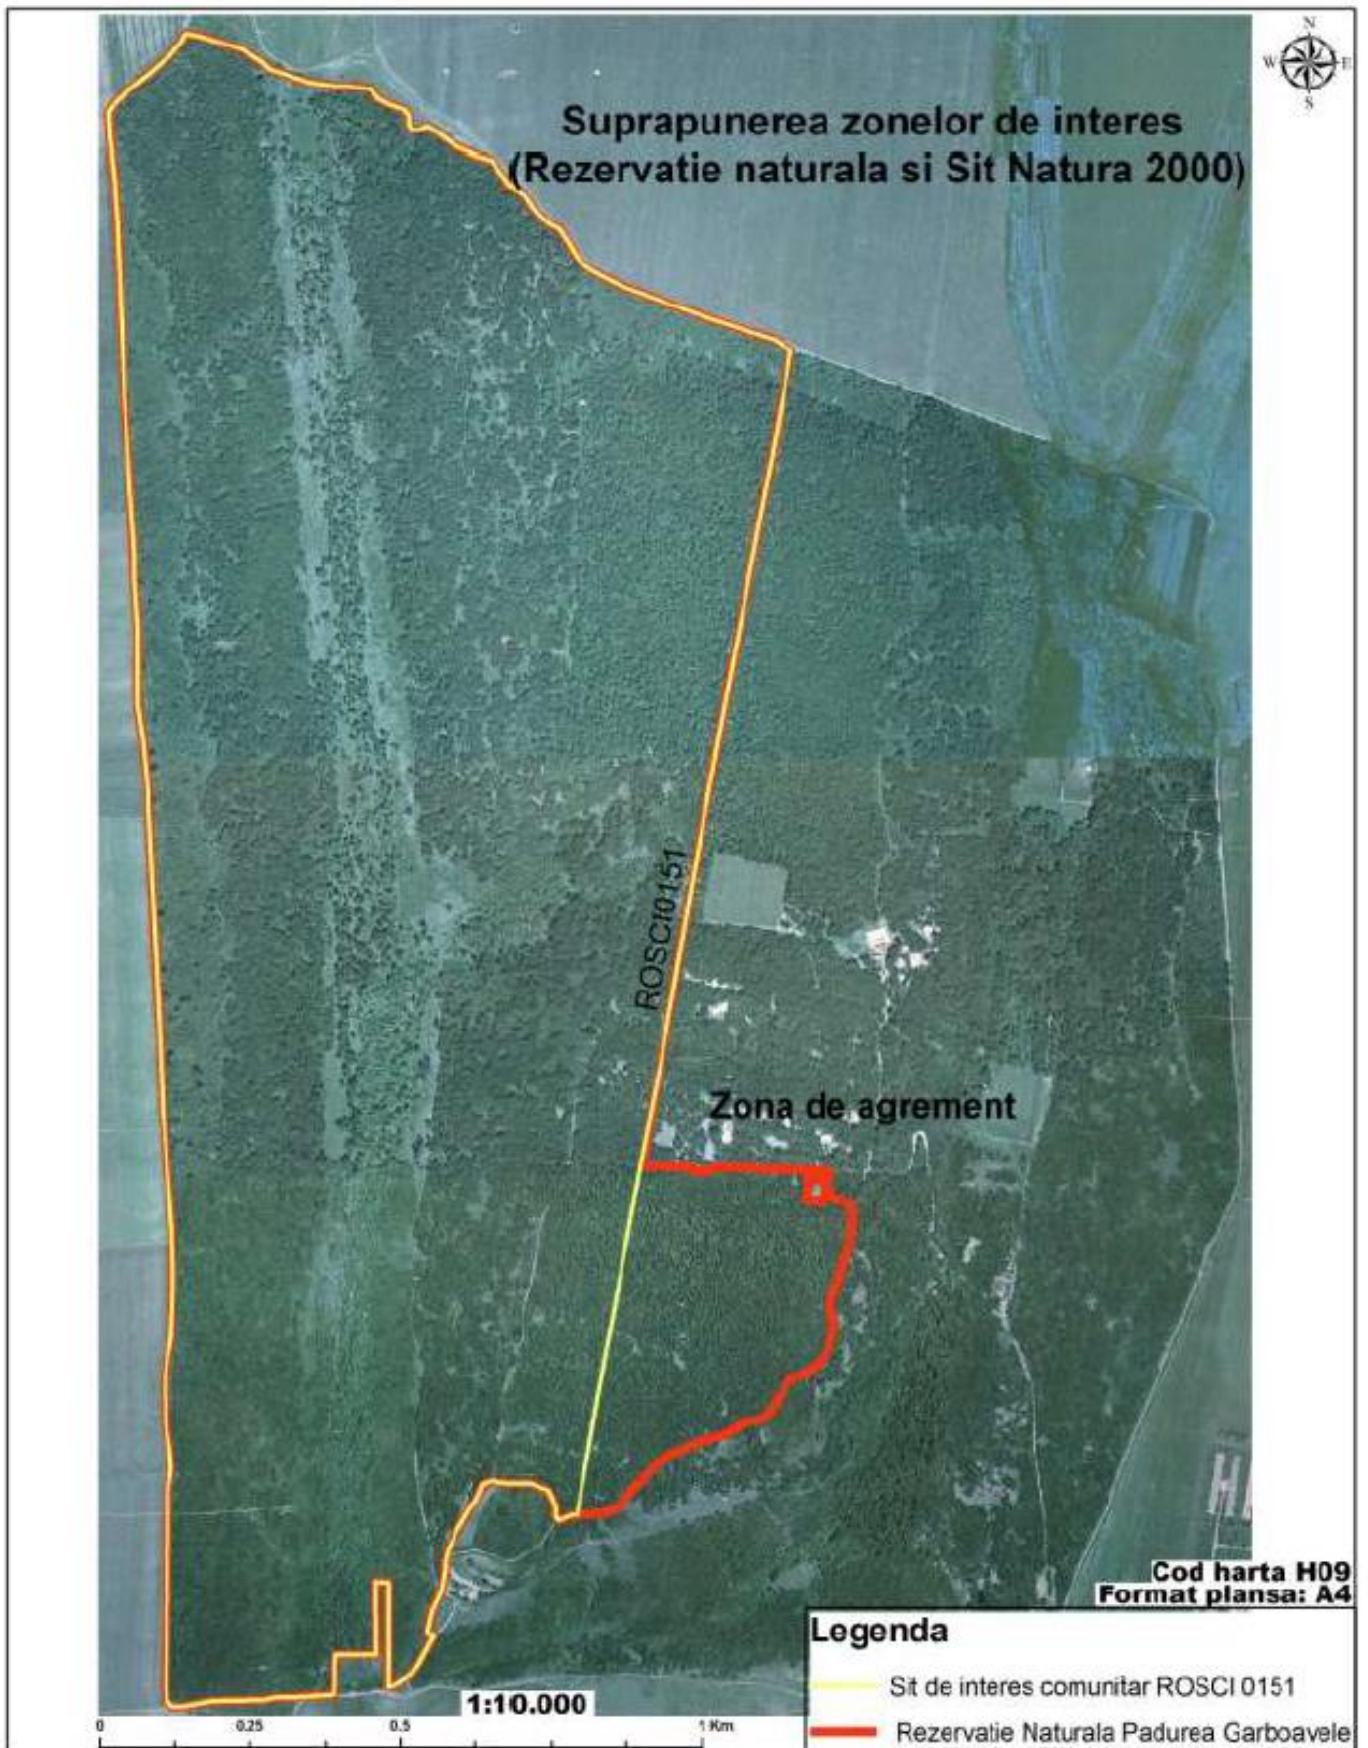 N
W E
S
Suprapunerea zonelor de interes
(Rezervatie naturala si Sit Natura 2000)
ROSCI0151
Zona de agrement
Cod harta H09
Format plansa: A4
Legenda
Sit de interes comunitar ROSCI 0151
Rezervatie Naturala Padurea Garboavele
1:10.000
0 0.25 0.5 1 Km